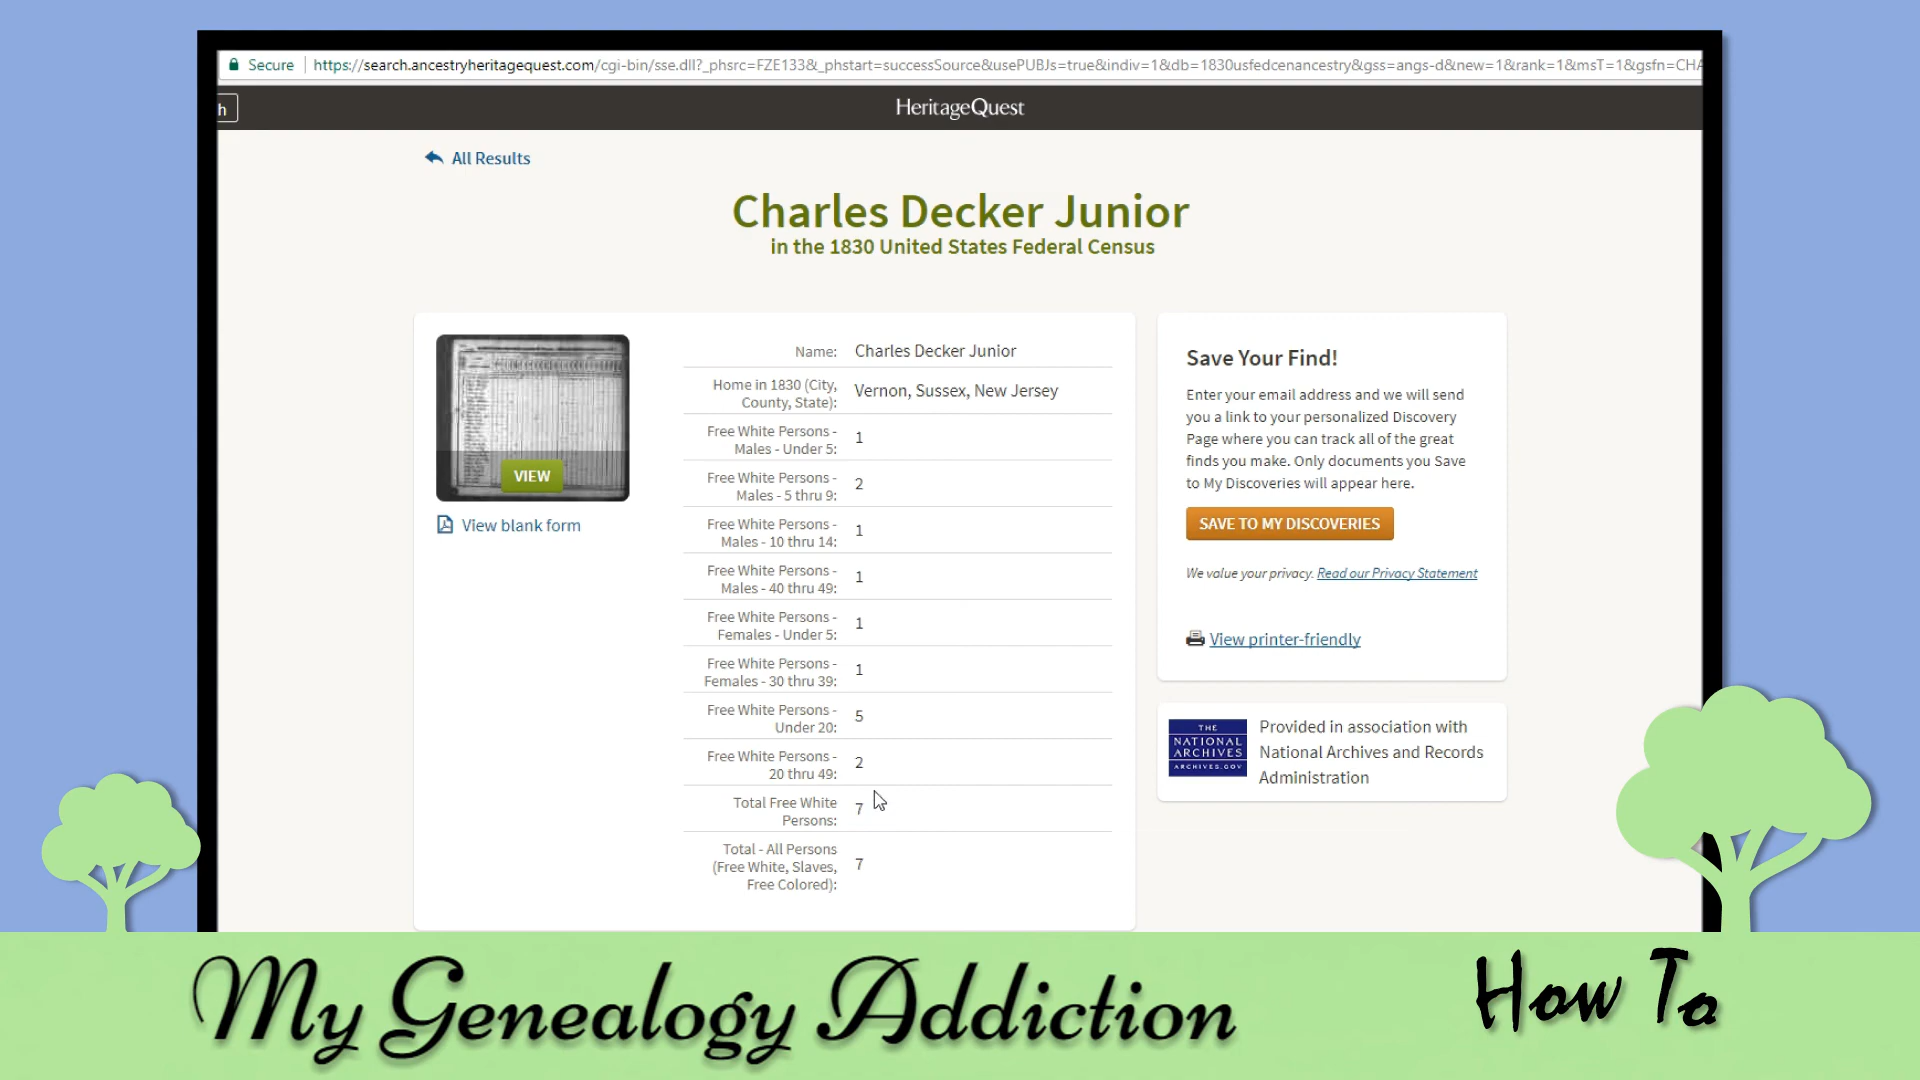 Secure https://search.ancestryheritagequest.com/cgi-bin/sse.dll?_phsrc=FZE133&_phstart=successSource&usePUBJs=true&indiv=1&db=1830usfedcenancestry&gss=angs-d&new=1&rank=1&msT=1&gsfn=CHA
h
HeritageQuest
All Results
Charles Decker Junior
in the 1830 United States Federal Census
VIEW
View blank form
Name: Charles Decker Junior
Home in 1830 (City,
County, State): Vernon, Sussex, New Jersey
Free White Persons -
Males - Under 5: 1
Free White Persons -
Males - 5 thru 9: 2
Free White Persons -
Males - 10 thru 14: 1
Free White Persons -
Males - 40 thru 49: 1
Free White Persons -
Females - Under 5: 1
Free White Persons -
Females - 30 thru 39: 1
Free White Persons -
Under 20: 5
Free White Persons -
20 thru 49: 2
Total Free White
Persons: 7
Total - All Persons
(Free White, Slaves,
Free Colored): 7
Save Your Find!
Enter your email address and we will send
you a link to your personalized Discovery
Page where you can track all of the great
finds you make. Only documents you Save
to My Discoveries will appear here.
SAVE TO MY DISCOVERIES
We value your privacy. Read our Privacy Statement
View printer-friendly
THE
NATIONAL
ARCHIVES
ARCHIVES.GOV
Provided in association with
National Archives and Records
Administration
My Genealogy Addiction
How To